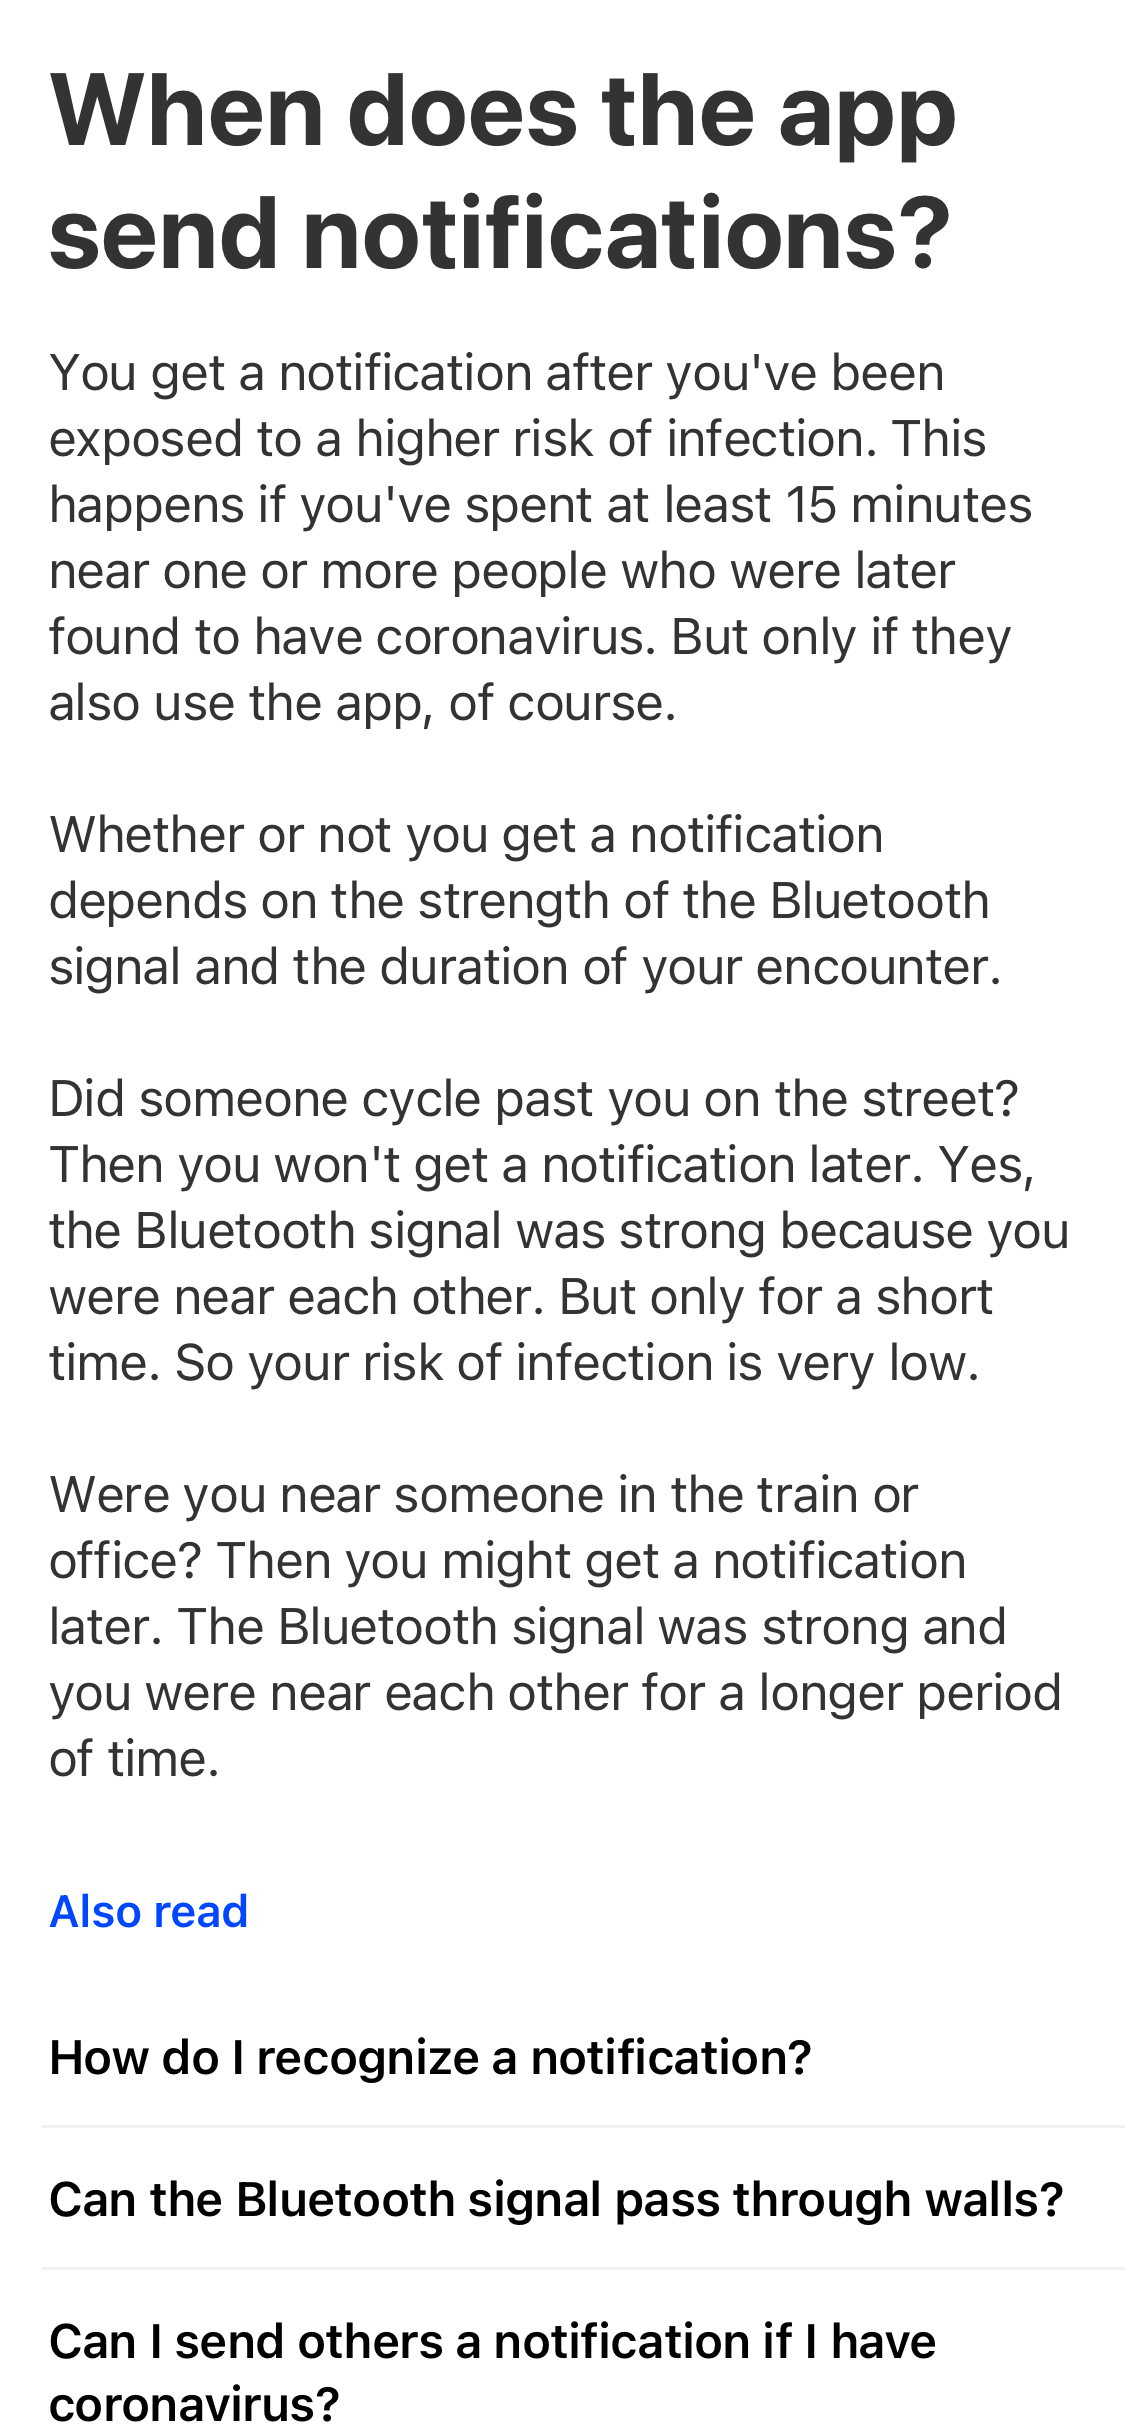 When does the app
send notifications?
You get a notification after you've been
exposed to a higher risk of infection. This
happens if you've spent at least 15 minutes
near one or more people who were later
found to have coronavirus. But only if they
also use the app, of course.
Whether or not you get a notification
depends on the strength of the Bluetooth
signal and the duration of your encounter.
Did someone cycle past you on the street?
Then you won't get a notification later. Yes,
the Bluetooth signal was strong because you
were near each other. But only for a short
time. So your risk of infection is very low.
Were you near someone in the train or
office? Then you might get a notification
later. The Bluetooth signal was strong and
you were near each other for a longer period
of time.
Also read
How do I recognize a notification?
Can the Bluetooth signal pass through walls?
Can I send others a notification if I have
coronavirus?